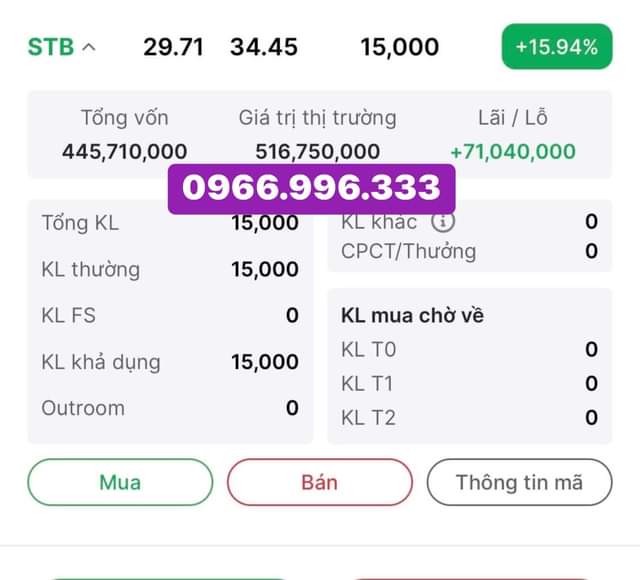 STB 29.71 34.45 15,000 +15.94%
Tổng vốn Giá trị thị trường Lãi / Lỗ
445,710,000 516,750,000 +71,040,000
0966.996.333
Tổng KL 15,000
KL thường 15,000
KL FS 0
KL khả dụng 15,000
Outroom 0
KL khác 0
CPCT/Thưởng 0
KL mua chờ về
KL T0 0
KL T1 0
KL T2 0
Mua Bán Thông tin mã